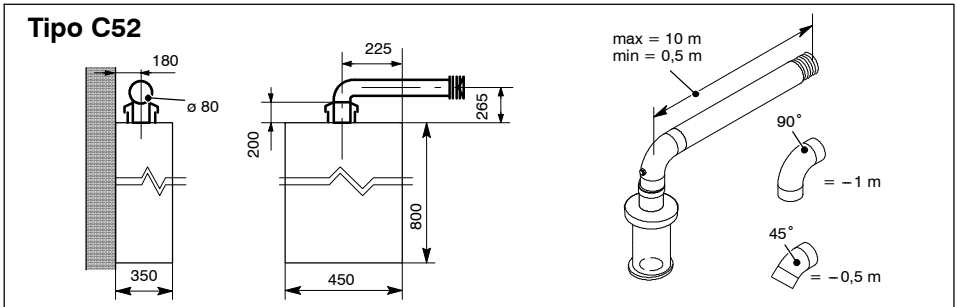 Tipo C52
180
ø 80
350
225
200
265
800
450
max = 10 m
min = 0,5 m
90°
= −1 m
45°
= −0,5 m